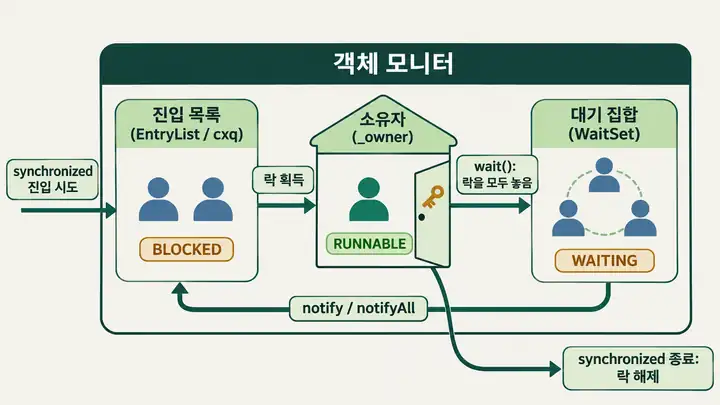 객체 모니터
진입 목록
(EntryList / cxq)
소유자
(_owner)
대기 집합
(WaitSet)
synchronized
진입 시도
락 획득
wait():
락을 모두 놓음
BLOCKED
RUNNABLE
WAITING
notify / notifyAll
synchronized 종료:
락 해제